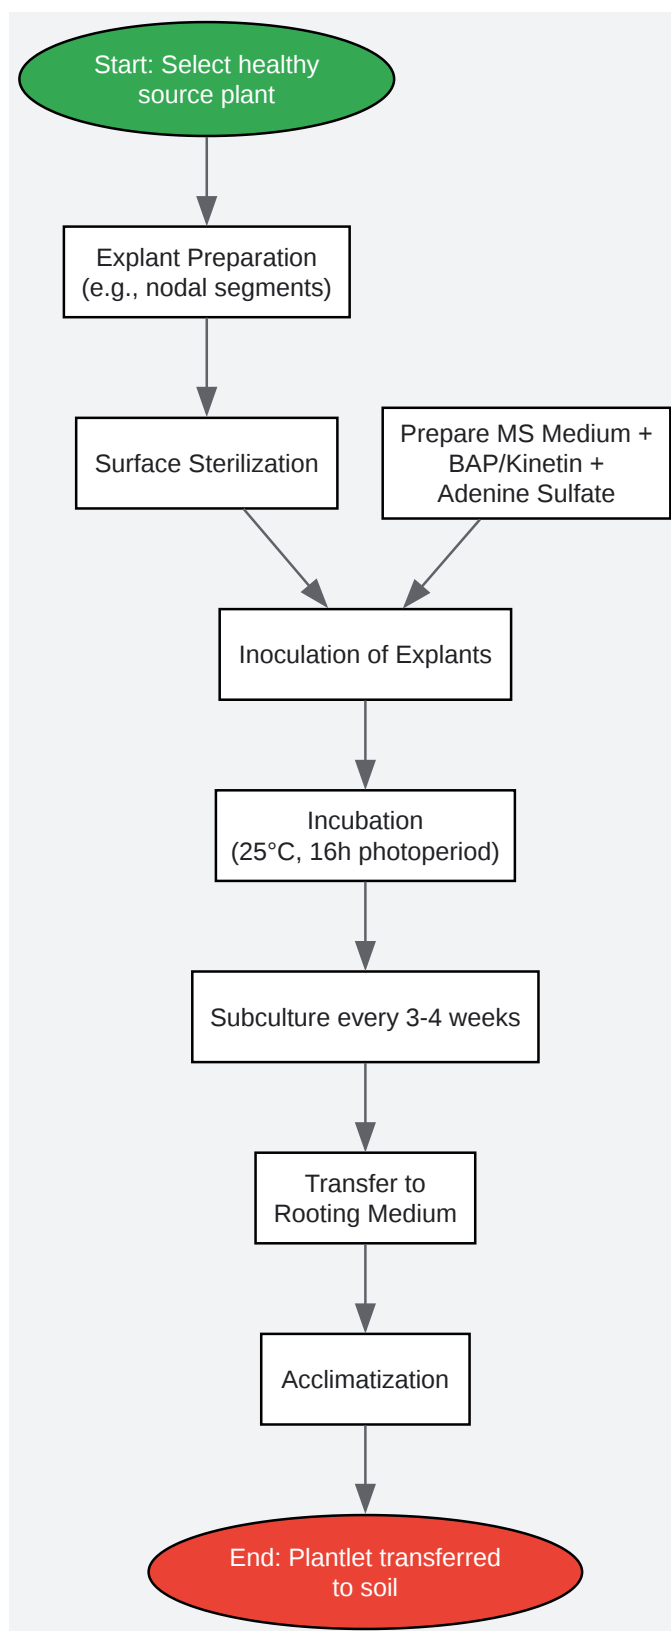 Start: Select healthy
source plant
Explant Preparation
(e.g., nodal segments)
Surface Sterilization
Prepare MS Medium +
BAP/Kinetin +
Adenine Sulfate
Inoculation of Explants
Incubation
(25°C, 16h photoperiod)
Subculture every 3-4 weeks
Transfer to
Rooting Medium
Acclimatization
End: Plantlet transferred
to soil